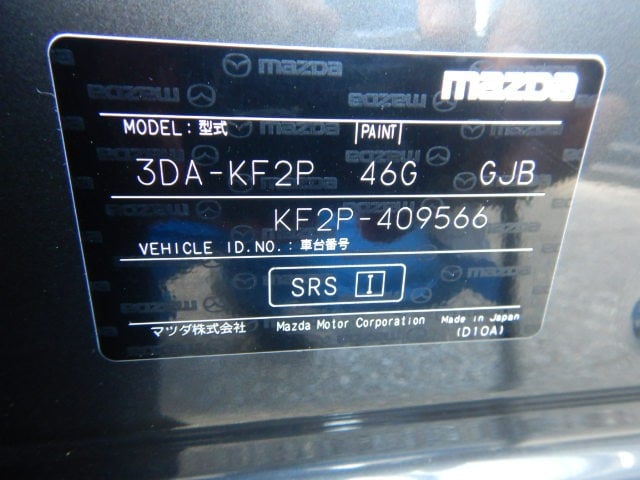 mazda
MODEL：型式 PAINT
3DA-KF2P 46G GJB
KF2P-409566
VEHICLE ID.NO.：車台番号
SRS I
マツダ株式会社 Mazda Motor Corporation Made in Japan
(D10A)